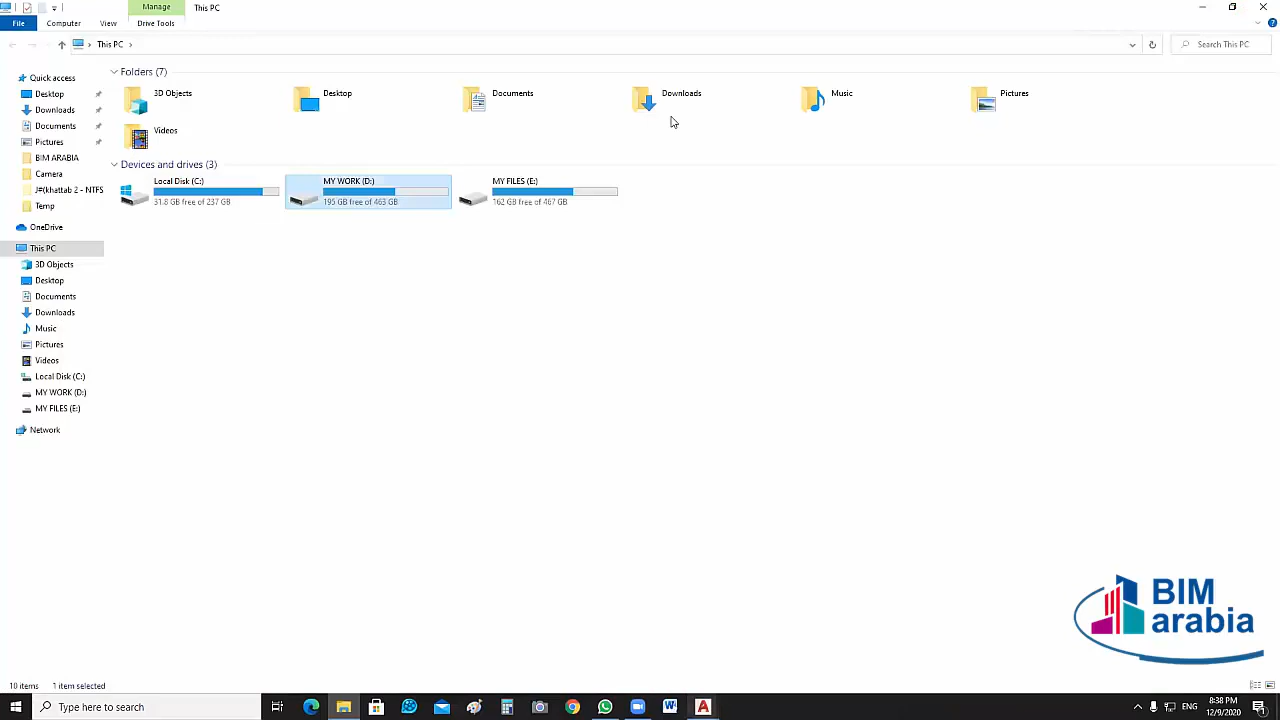 Manage
This PC
File
Computer
View
Drive Tools
This PC
Search This PC
Quick access
Desktop
Downloads
Documents
Pictures
BIM ARABIA
Camera
J#(khattab 2 - NTFS
Temp
OneDrive
This PC
3D Objects
Desktop
Documents
Downloads
Music
Pictures
Videos
Local Disk (C:)
MY WORK (D:)
MY FILES (E:)
Network
Folders (7)
3D Objects
Desktop
Documents
Downloads
Music
Pictures
Videos
Devices and drives (3)
Local Disk (C:)
31.8 GB free of 237 GB
MY WORK (D:)
195 GB free of 463 GB
MY FILES (E:)
162 GB free of 467 GB
BIM
arabia
10 items
1 item selected
Type here to search
ENG
8:38 PM
12/9/2020